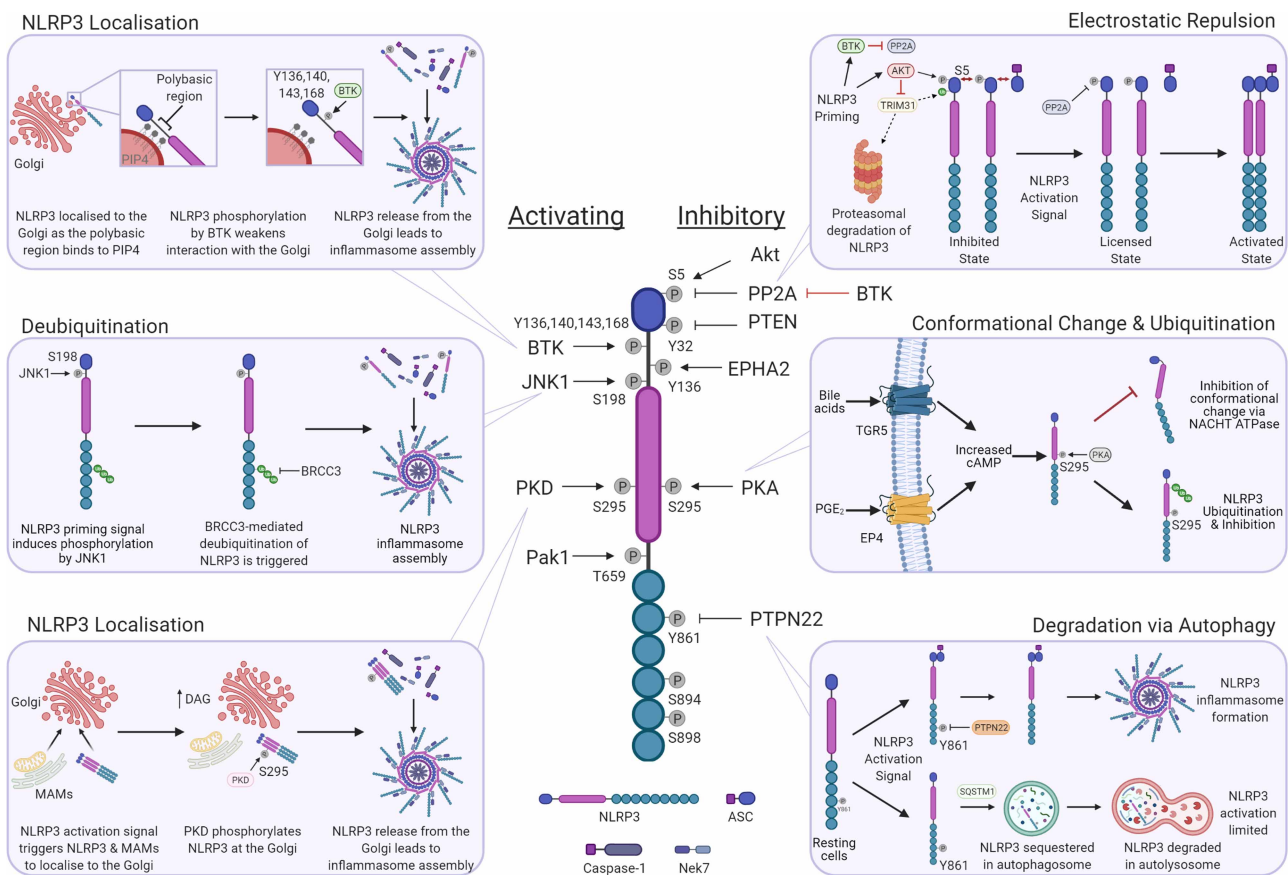 NLRP3 Localisation
Polybasic
region
Golgi
PIP4
Y136,140,
143,168
BTK
P
P
P
NLRP3 localised to the
Golgi as the polybasic
region binds to PIP4
NLRP3 phosphorylation
by BTK weakens
interaction with the Golgi
NLRP3 release from the
Golgi leads to
inflammasome assembly
Deubiquitination
S198
JNK1
P
P
BRCC3
P
P
NLRP3 priming signal
induces phosphorylation
by JNK1
BRCC3-mediated
deubiquitination of
NLRP3 is triggered
NLRP3
inflammasome
assembly
NLRP3 Localisation
Golgi
MAMs
DAG
PKD
P
S295
P
NLRP3 activation signal
triggers NLRP3 & MAMs
to localise to the Golgi
PKD phosphorylates
NLRP3 at the Golgi
NLRP3 release from the
Golgi leads to
inflammasome assembly
Activating
Inhibitory
Akt
S5
P
PP2A
BTK
Y136,140,143,168
P
PTEN
Y32
BTK
P
P
EPHA2
Y136
JNK1
P
S198
PKD
P
P
PKA
S295
S295
Pak1
P
T659
P
PTPN22
Y861
P
S894
P
S898
NLRP3
ASC
Caspase-1
Nek7
Electrostatic Repulsion
BTK
PP2A
AKT
P
S5
P
NLRP3
Priming
TRIM31
Ub
Proteasomal
degradation of
NLRP3
Inhibited
State
NLRP3
Activation
Signal
PP2A
P
P
Licensed
State
Activated
State
Conformational Change & Ubiquitination
Bile
acids
TGR5
PGE₂
EP4
Increased
cAMP
P
PKA
S295
Inhibition of
conformational
change via
NACHT ATPase
Ub
Ub
Ub
P
S295
NLRP3
Ubiquitination
& Inhibition
Degradation via Autophagy
P
Y861
Resting
cells
NLRP3
Activation
Signal
P
PTPN22
Y861
NLRP3
inflammasome
formation
P
Y861
SQSTM1
NLRP3 sequestered
in autophagosome
NLRP3 degraded
in autolysosome
NLRP3
activation
limited